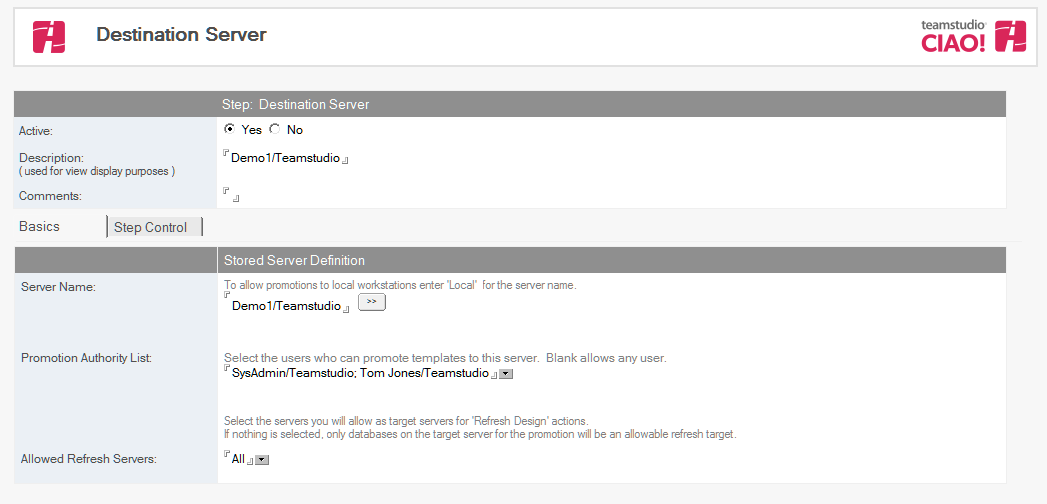 Destination Server
teamstudio
CIAO!
Step: Destination Server
Active:
Yes No
Description:
( used for view display purposes )
Demo1/Teamstudio
Comments:
Basics
Step Control
Stored Server Definition
Server Name:
To allow promotions to local workstations enter 'Local' for the server name.
Demo1/Teamstudio
>>
Promotion Authority List:
Select the users who can promote templates to this server. Blank allows any user.
SysAdmin/Teamstudio; Tom Jones/Teamstudio
Select the servers you will allow as target servers for 'Refresh Design' actions.
If nothing is selected, only databases on the target server for the promotion will be an allowable refresh target.
Allowed Refresh Servers:
All